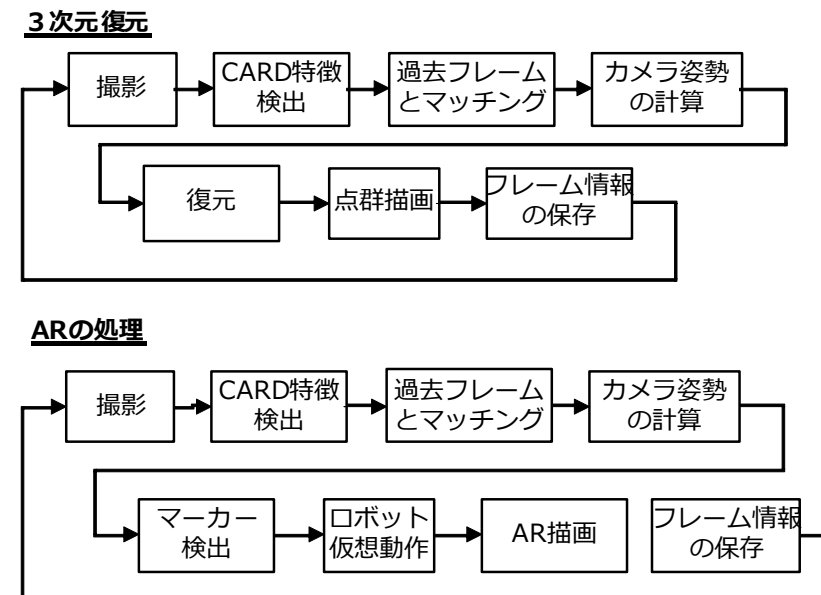 ３次元復元
撮影
CARD特徴
検出
過去フレーム
とマッチング
カメラ姿勢
の計算
復元
点群描画
フレーム情報
の保存
ARの処理
撮影
CARD特徴
検出
過去フレーム
とマッチング
カメラ姿勢
の計算
マーカー
検出
ロボット
仮想動作
AR描画
フレーム情報
の保存